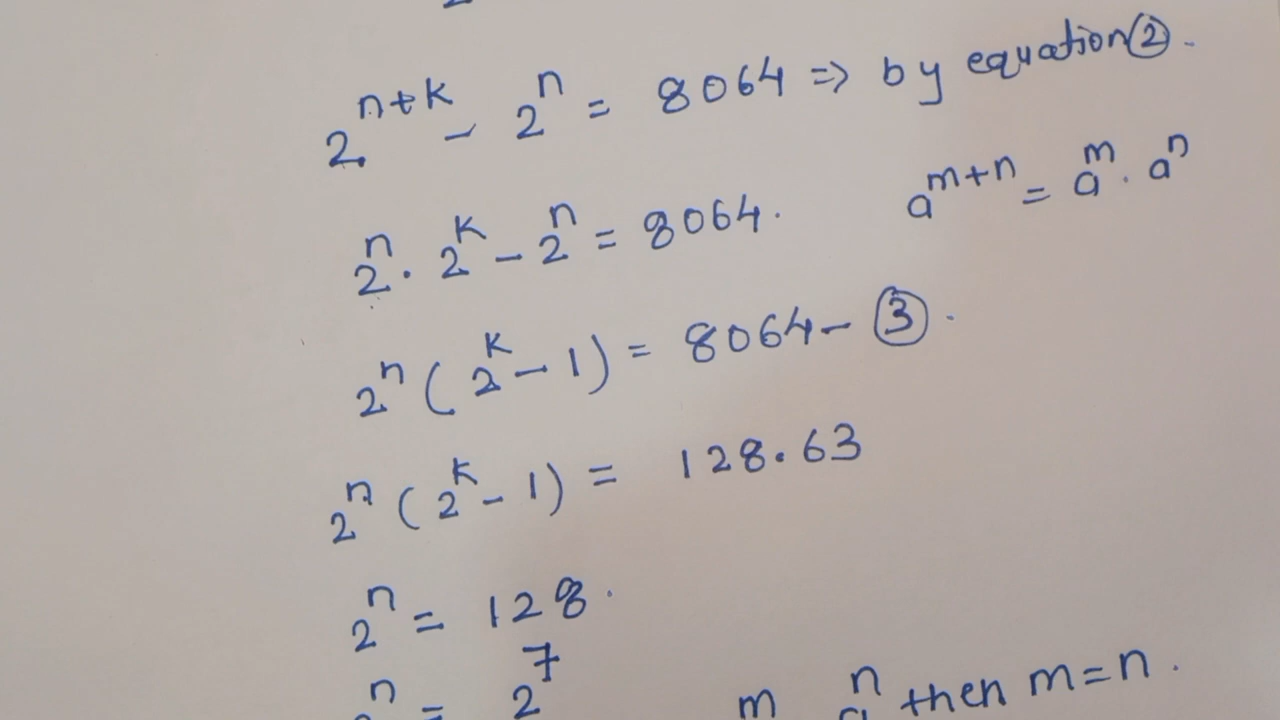 2^{n+k} - 2^n = 8064 ⇒ by equation ②.
2^n · 2^k - 2^n = 8064. a^{m+n} = a^m · a^n
2^n (2^k - 1) = 8064 - ③.
2^n (2^k - 1) = 128.63
2^n = 128.
n = 2^7 m n then m=n.